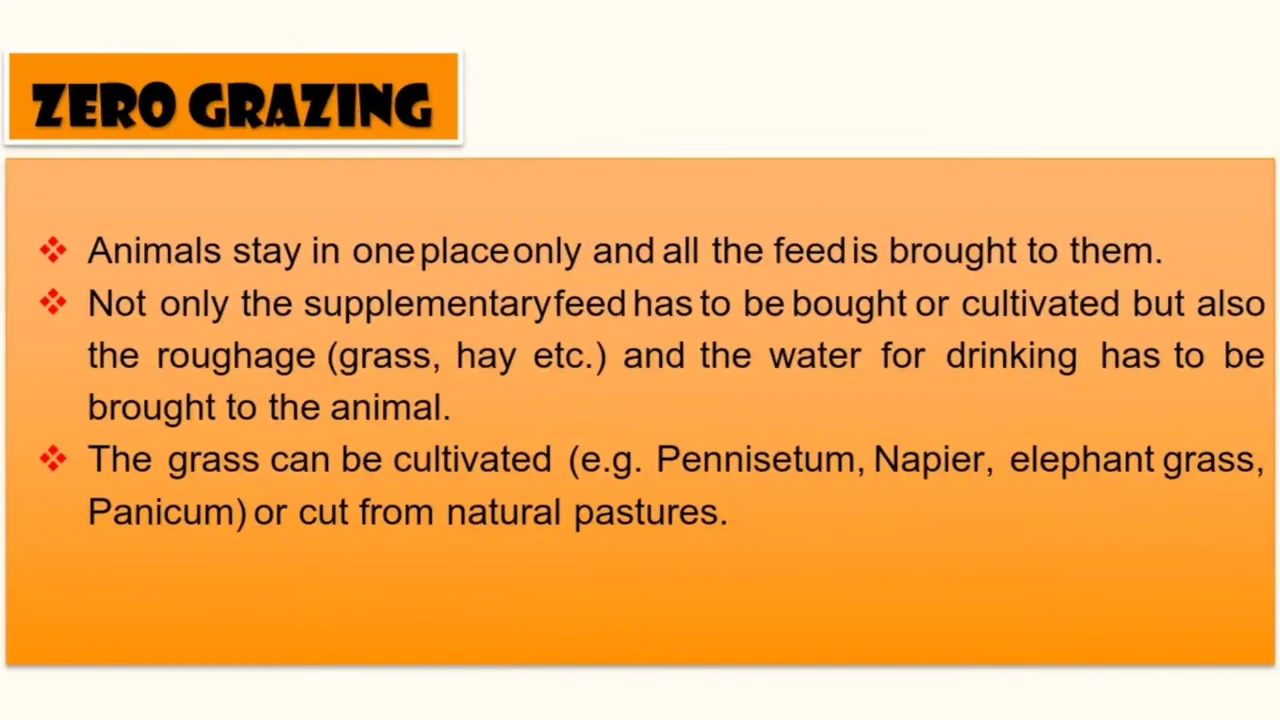 ZERO GRAZING
❖ Animals stay in one place only and all the feed is brought to them.
❖ Not only the supplementary feed has to be bought or cultivated but also
the roughage (grass, hay etc.) and the water for drinking has to be
brought to the animal.
❖ The grass can be cultivated (e.g. Pennisetum, Napier, elephant grass,
Panicum) or cut from natural pastures.